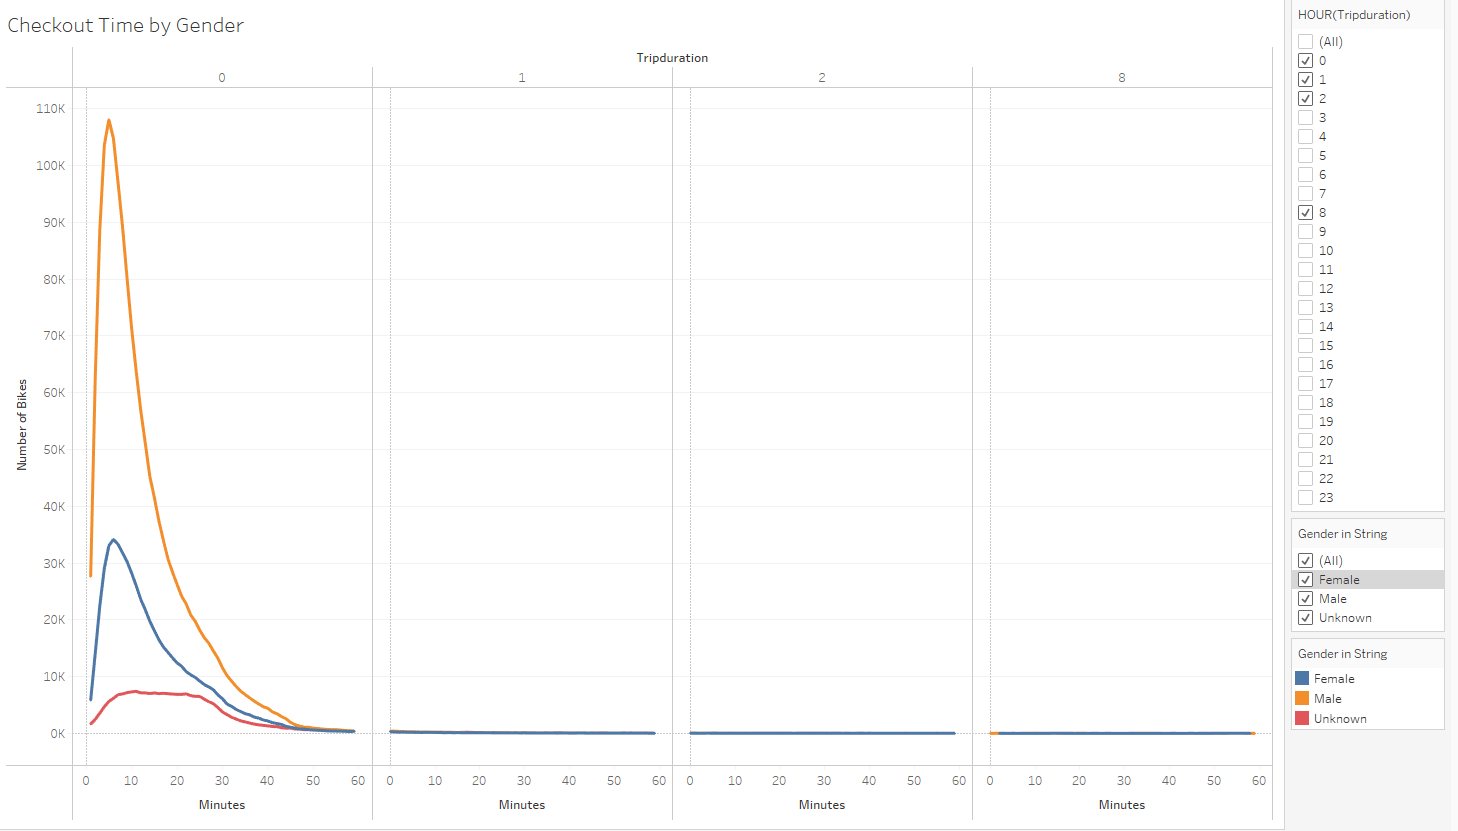 Checkout Time by Gender
Tripduration
0 1 2 8
110K
100K
90K
80K
70K
60K
50K
40K
30K
20K
10K
0K
Number of Bikes
0 10 20 30 40 50 60 0 10 20 30 40 50 60 0 10 20 30 40 50 60 0 10 20 30 40 50 60
Minutes Minutes Minutes Minutes
HOUR(Tripduration)
(All)
0
1
2
3
4
5
6
7
8
9
10
11
12
13
14
15
16
17
18
19
20
21
22
23
Gender in String
(All)
Female
Male
Unknown
Gender in String
Female
Male
Unknown